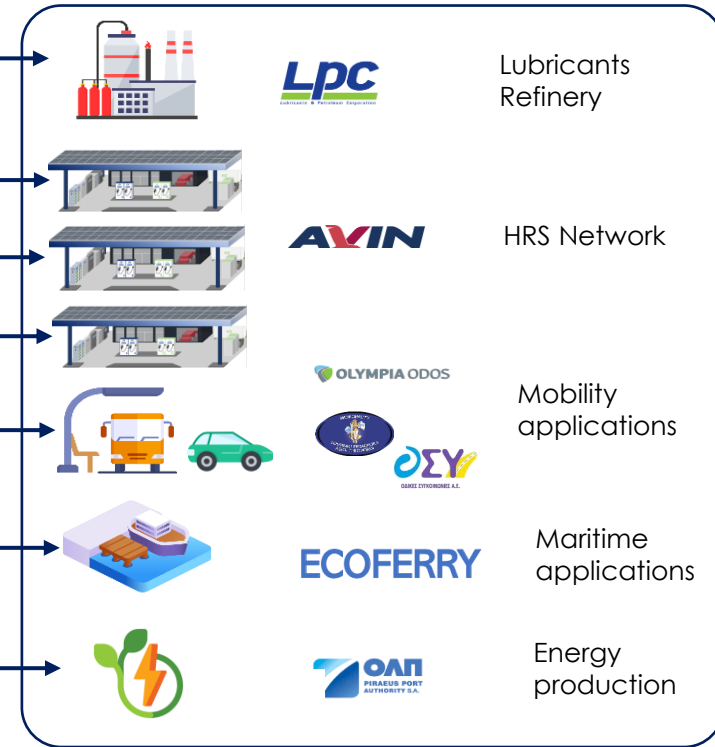 LPC
Lubricants & Petroleum Corporation
Lubricants
Refinery
AVIN
HRS Network
OLYMPIA ODOS
Mobility
applications
ΟΣΥ
ΟΔΙΚΕΣ ΣΥΓΚΟΙΝΩΝΙΕΣ Α.Ε.
ECOFERRY
Maritime
applications
ΟΛΠ
PIRAEUS PORT
AUTHORITY S.A.
Energy
production